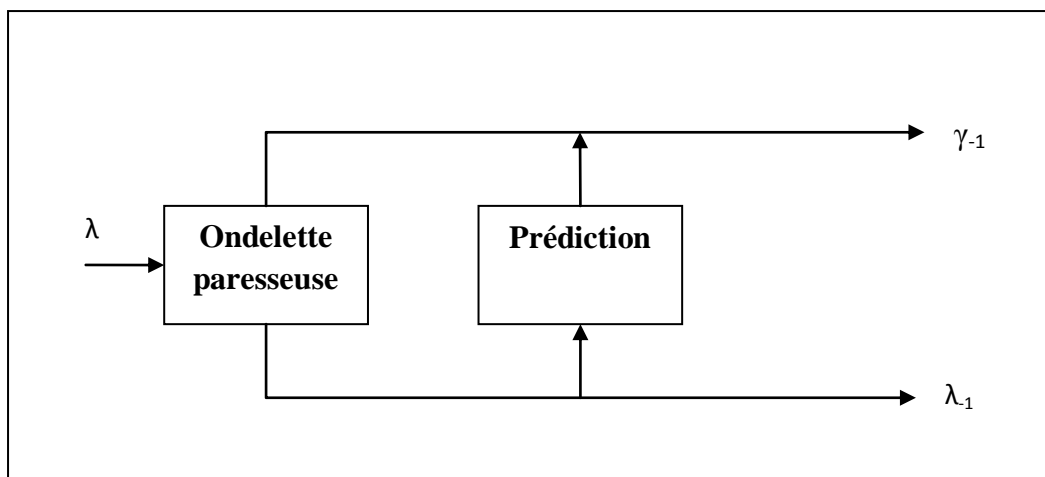 γ-1
λ
Ondelette
paresseuse
Prédiction
λ-1